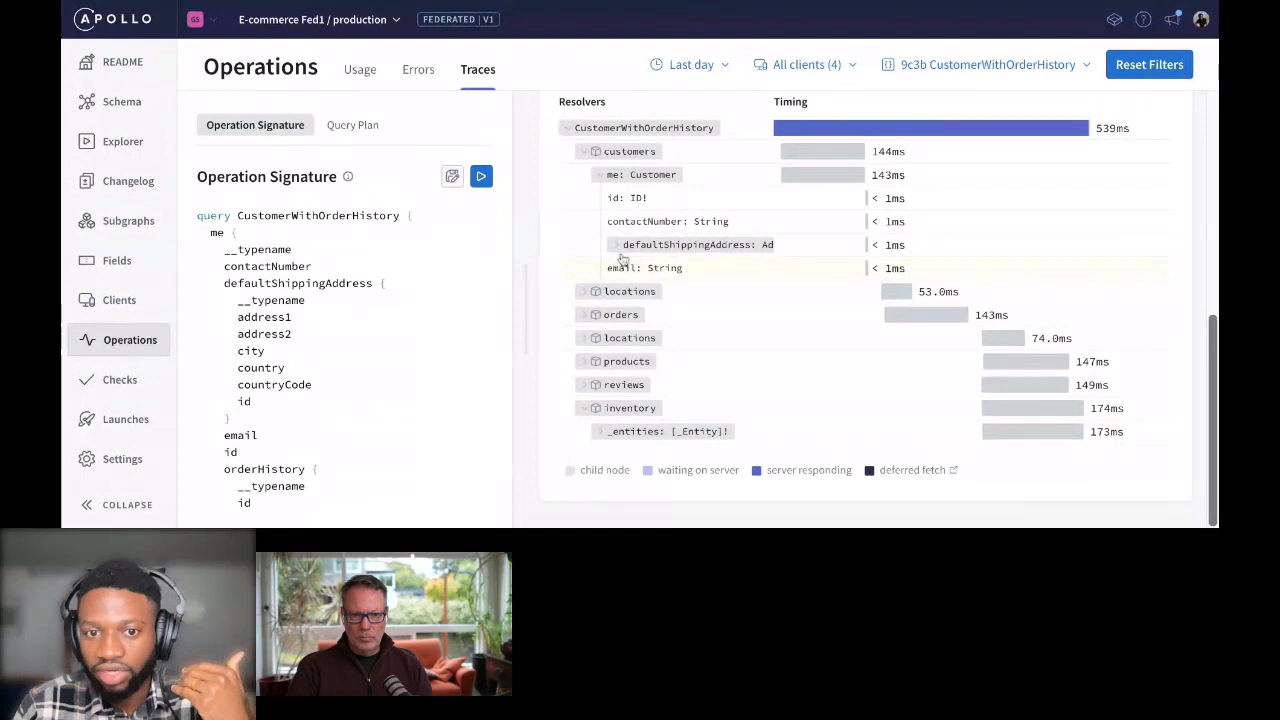 APOLLO
GS
E-commerce Fed1 / production
FEDERATED | V1
README
Schema
Explorer
Changelog
Subgraphs
Fields
Clients
Operations
Checks
Launches
Settings
COLLAPSE
Operations
Usage
Errors
Traces
Last day
All clients (4)
9c3b CustomerWithOrderHistory
Reset Filters
Operation Signature
Query Plan
Operation Signature
query CustomerWithOrderHistory {
me {
__typename
contactNumber
defaultShippingAddress {
__typename
address1
address2
city
country
countryCode
id
}
email
id
orderHistory {
__typename
id
Resolvers Timing
CustomerWithOrderHistory 539ms
customers 144ms
me: Customer 143ms
id: ID! < 1ms
contactNumber: String < 1ms
defaultShippingAddress: Ad < 1ms
email: String < 1ms
locations 53.0ms
orders 143ms
locations 74.0ms
products 147ms
reviews 149ms
inventory 174ms
_entities: [_Entity]! 173ms
child node
waiting on server
server responding
deferred fetch